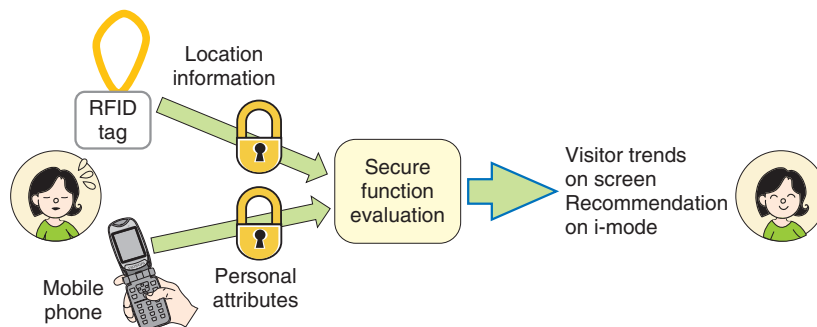 Location
information
RFID
tag
Secure
function
evaluation
Visitor trends
on screen
Recommendation
on i-mode
Mobile
phone
Personal
attributes